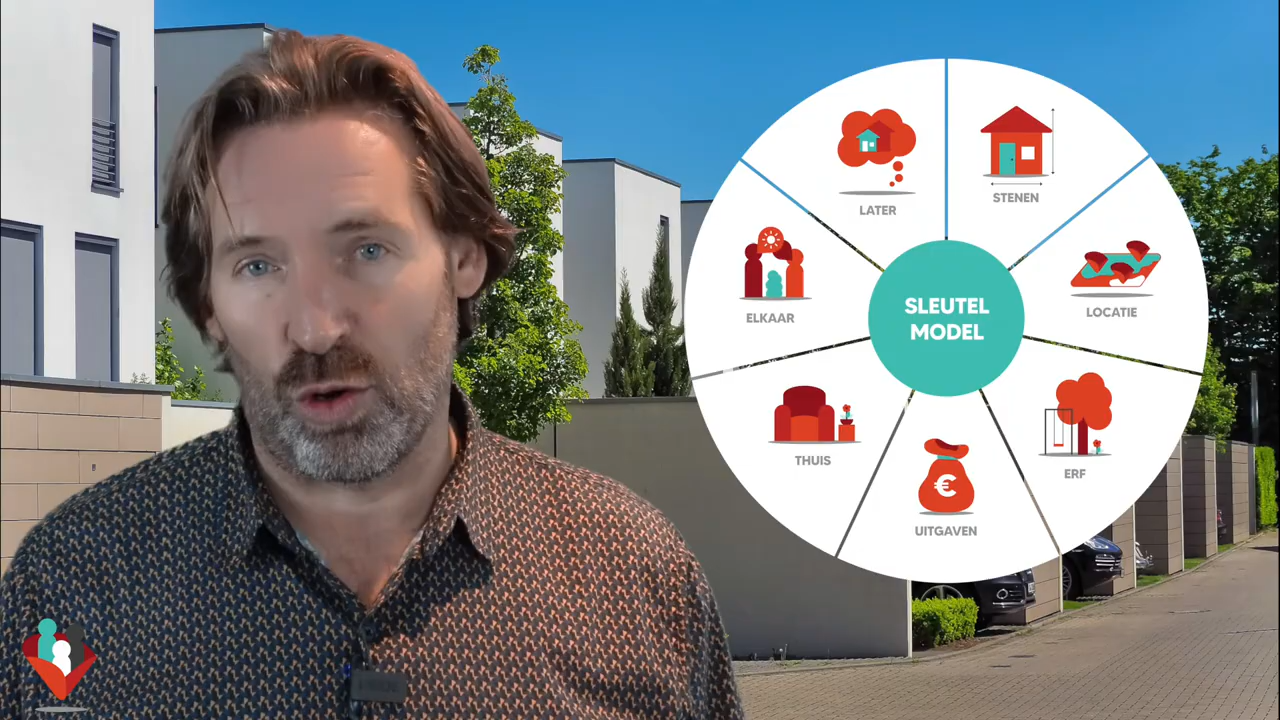 LATER
STENEN
ELKAAR
LOCATIE
SLEUTEL
MODEL
THUIS
ERF
UITGAVEN